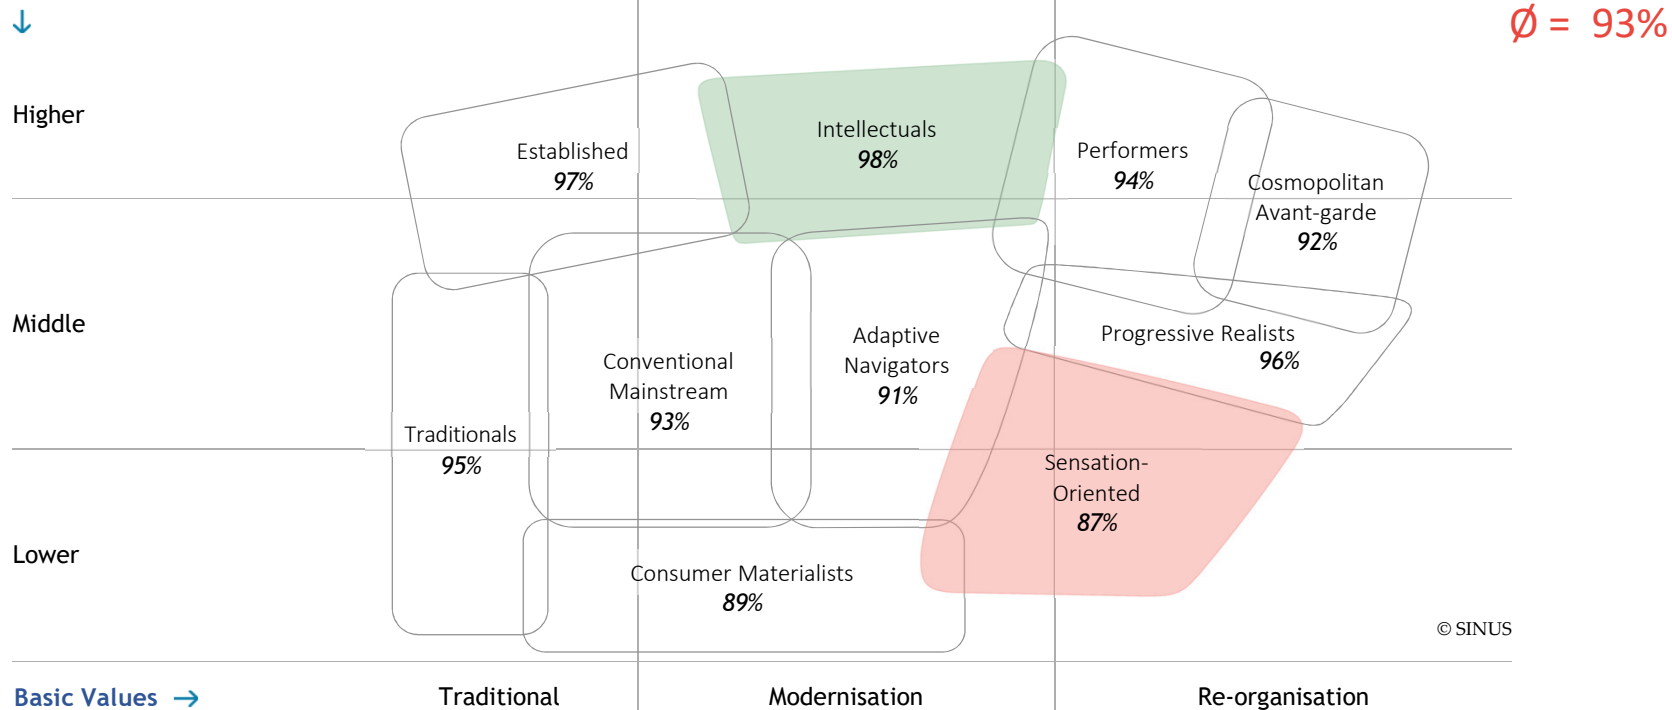 ↓
Ø = 93%
Higher
Established
97%
Intellectuals
98%
Performers
94%
Cosmopolitan
Avant-garde
92%
Middle
Conventional
Mainstream
93%
Adaptive
Navigators
91%
Progressive Realists
96%
Traditionals
95%
Sensation-
Oriented
87%
Lower
Consumer Materialists
89%
© SINUS
Basic Values →
Traditional
Modernisation
Re-organisation